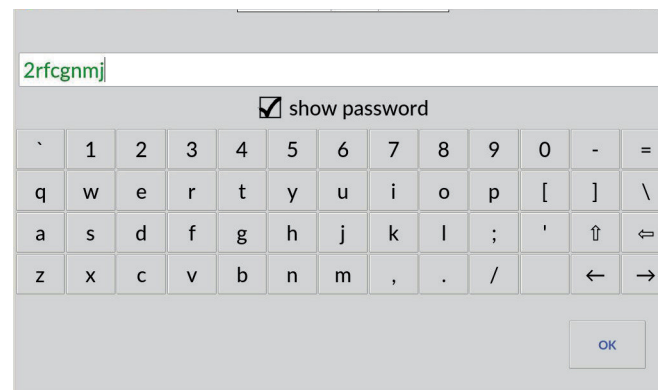 2rfcgnmj
show password
` 1 2 3 4 5 6 7 8 9 0 - =
q w e r t y u i o p [ ] \
a s d f g h j k l ; ' ⇧ ⇦
z x c v b n m , . / ← →
OK